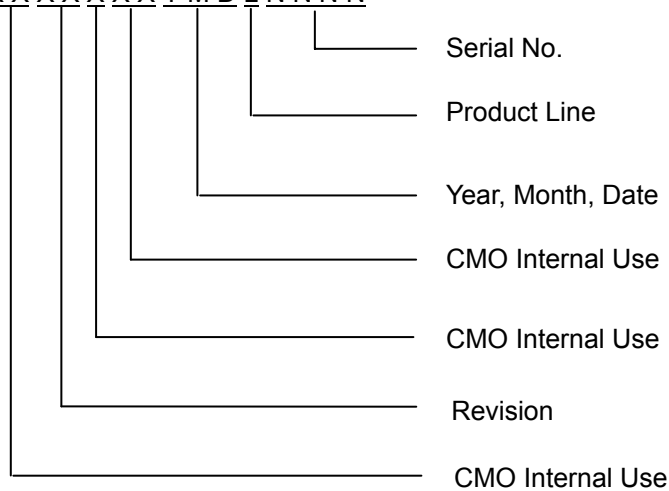 Serial No.
Product Line
Year, Month, Date
CMO Internal Use
CMO Internal Use
Revision
CMO Internal Use